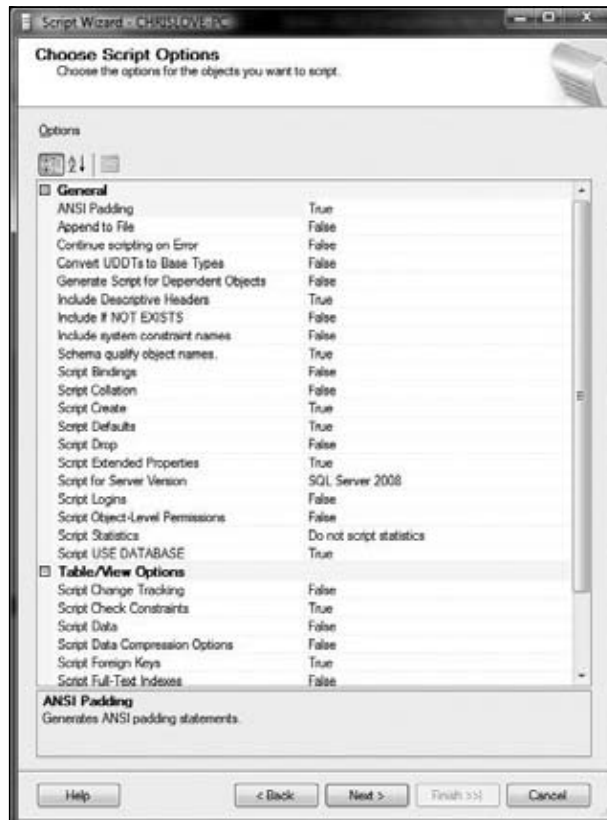 Script Wizard - CHRISLOVE-PC
Choose Script Options
Choose the options for the objects you want to script.
Options
General
ANSI Padding True
Append to File False
Continue scripting on Error False
Convert UDDTs to Base Types False
Generate Script for Dependent Objects False
Include Descriptive Headers True
Include If NOT EXISTS False
Include system constraint names False
Schema qualify object names. True
Script Bindings False
Script Collation False
Script Create True
Script Defaults True
Script Drop False
Script Extended Properties True
Script for Server Version SQL Server 2008
Script Logins False
Script Object-Level Permissions False
Script Statistics Do not script statistics
Script USE DATABASE True
Table/View Options
Script Change Tracking False
Script Check Constraints True
Script Data False
Script Data Compression Options False
Script Foreign Keys True
Script Full-Text Indexes False
ANSI Padding
Generates ANSI padding statements.
Help < Back Next > Finish >>| Cancel